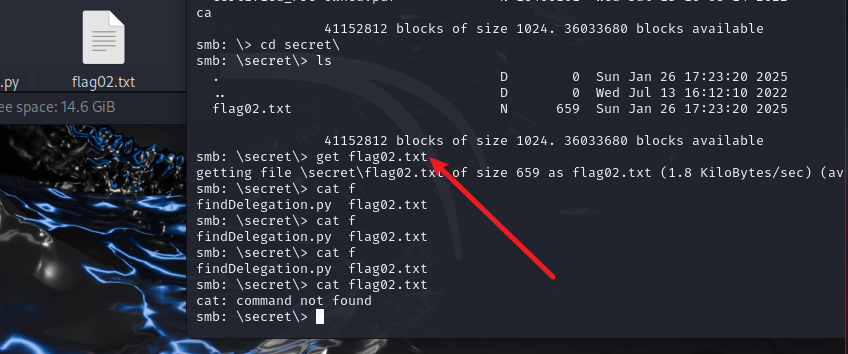 ca
41152812 blocks of size 1024. 36033680 blocks available
smb: \> cd secret\
smb: \secret\> ls
. D 0 Sun Jan 26 17:23:20 2025
.. D 0 Wed Jul 13 16:12:10 2022
flag02.txt N 659 Sun Jan 26 17:23:20 2025
41152812 blocks of size 1024. 36033680 blocks available
smb: \secret\> get flag02.txt
getting file \secret\flag02.txt of size 659 as flag02.txt (1.8 KiloBytes/sec) (av
smb: \secret\> cat f
findDelegation.py flag02.txt
smb: \secret\> cat f
findDelegation.py flag02.txt
smb: \secret\> cat f
findDelegation.py flag02.txt
smb: \secret\> cat flag02.txt
cat: command not found
smb: \secret\>
.py flag02.txt
ee space: 14.6 GiB